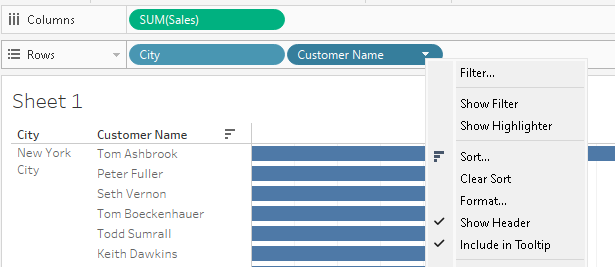 Columns SUM(Sales)
Rows City Customer Name
Filter...
Show Filter
Show Highlighter
Sort...
Clear Sort
Format...
Show Header
Include in Tooltip
Sheet 1
City Customer Name
New York City
Tom Ashbrook
Peter Fuller
Seth Vernon
Tom Boeckenhauer
Todd Sumrall
Keith Dawkins